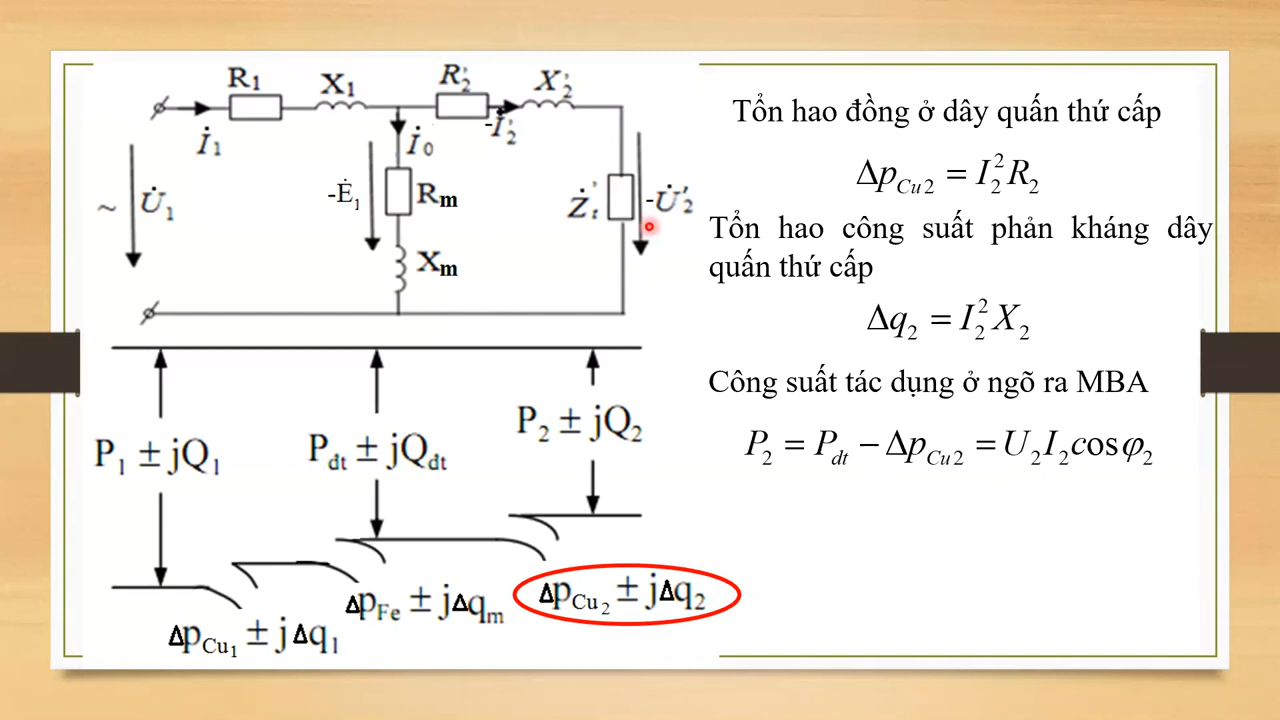 R1
X1
R'2
X'2
İ1
İ0
-İ'2
~ U̇1
-Ė1
Rm
Xm
Ż't
-U̇'2
P1 ± jQ1
Pdt ± jQdt
P2 ± jQ2
ΔpCu1 ± jΔq1
ΔpFe ± jΔqm
ΔpCu2 ± jΔq2
Tổn hao đồng ở dây quấn thứ cấp
ΔpCu2 = I₂²R₂
Tổn hao công suất phản kháng dây
quấn thứ cấp
Δq₂ = I₂²X₂
Công suất tác dụng ở ngõ ra MBA
P₂ = Pdt − ΔpCu2 = U₂I₂cosφ₂